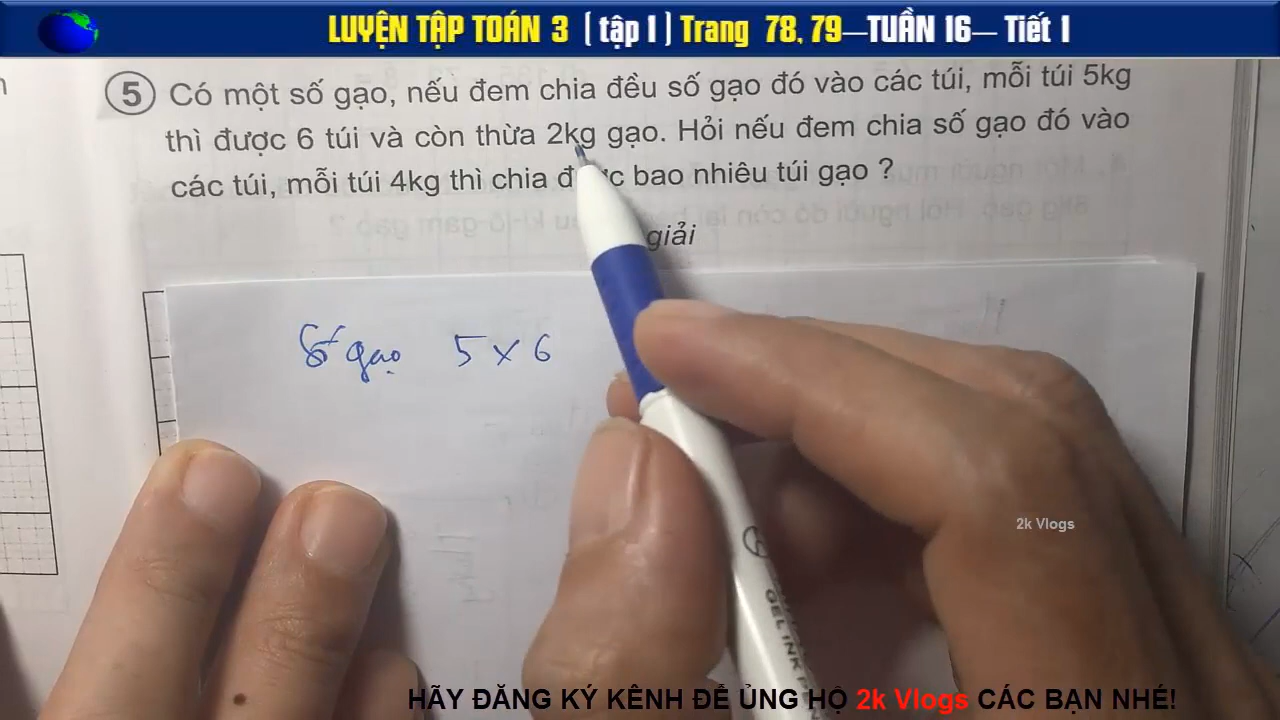 LUYỆN TẬP TOÁN 3 ( tập 1 ) Trang 78, 79—TUẦN 16— Tiết 1
5 Có một số gạo, nếu đem chia đều số gạo đó vào các túi, mỗi túi 5kg
thì được 6 túi và còn thừa 2kg gạo. Hỏi nếu đem chia số gạo đó vào
các túi, mỗi túi 4kg thì chia bao nhiêu túi gạo ?
giải
Số gạo 5 x 6
2k Vlogs
GEL INK
HÃY ĐĂNG KÝ KÊNH ĐỂ ỦNG HỘ 2k Vlogs CÁC BẠN NHÉ!